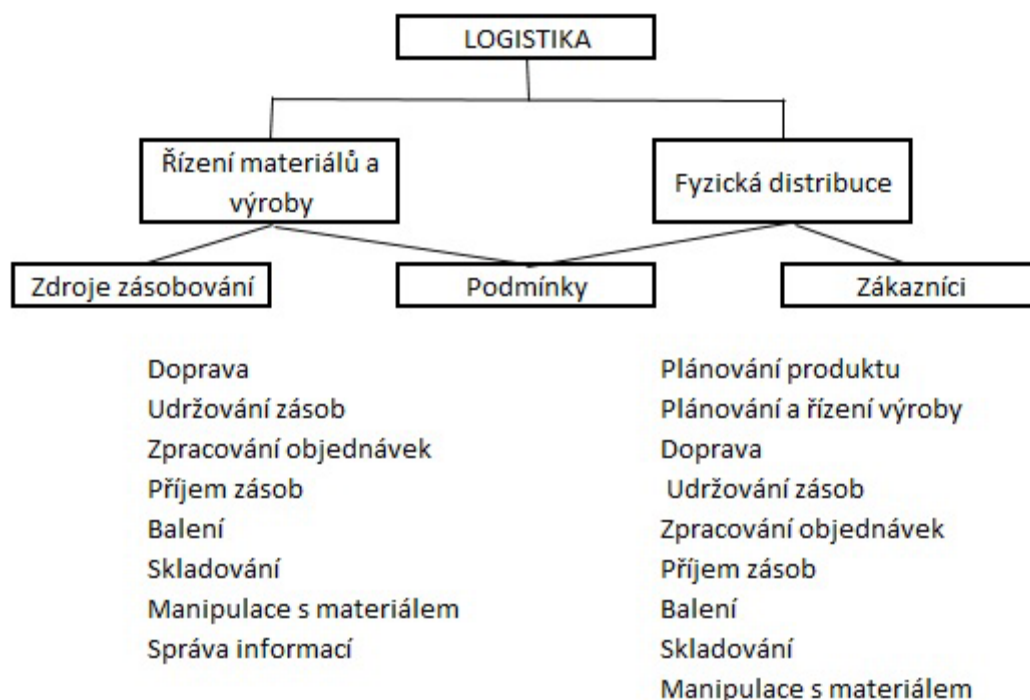 LOGISTIKA
Řízení materiálů a
výroby
Fyzická distribuce
Zdroje zásobování
Podmínky
Zákazníci
Doprava
Udržování zásob
Zpracování objednávek
Příjem zásob
Balení
Skladování
Manipulace s materiálem
Správa informací
Plánování produktu
Plánování a řízení výroby
Doprava
Udržování zásob
Zpracování objednávek
Příjem zásob
Balení
Skladování
Manipulace s materiálem